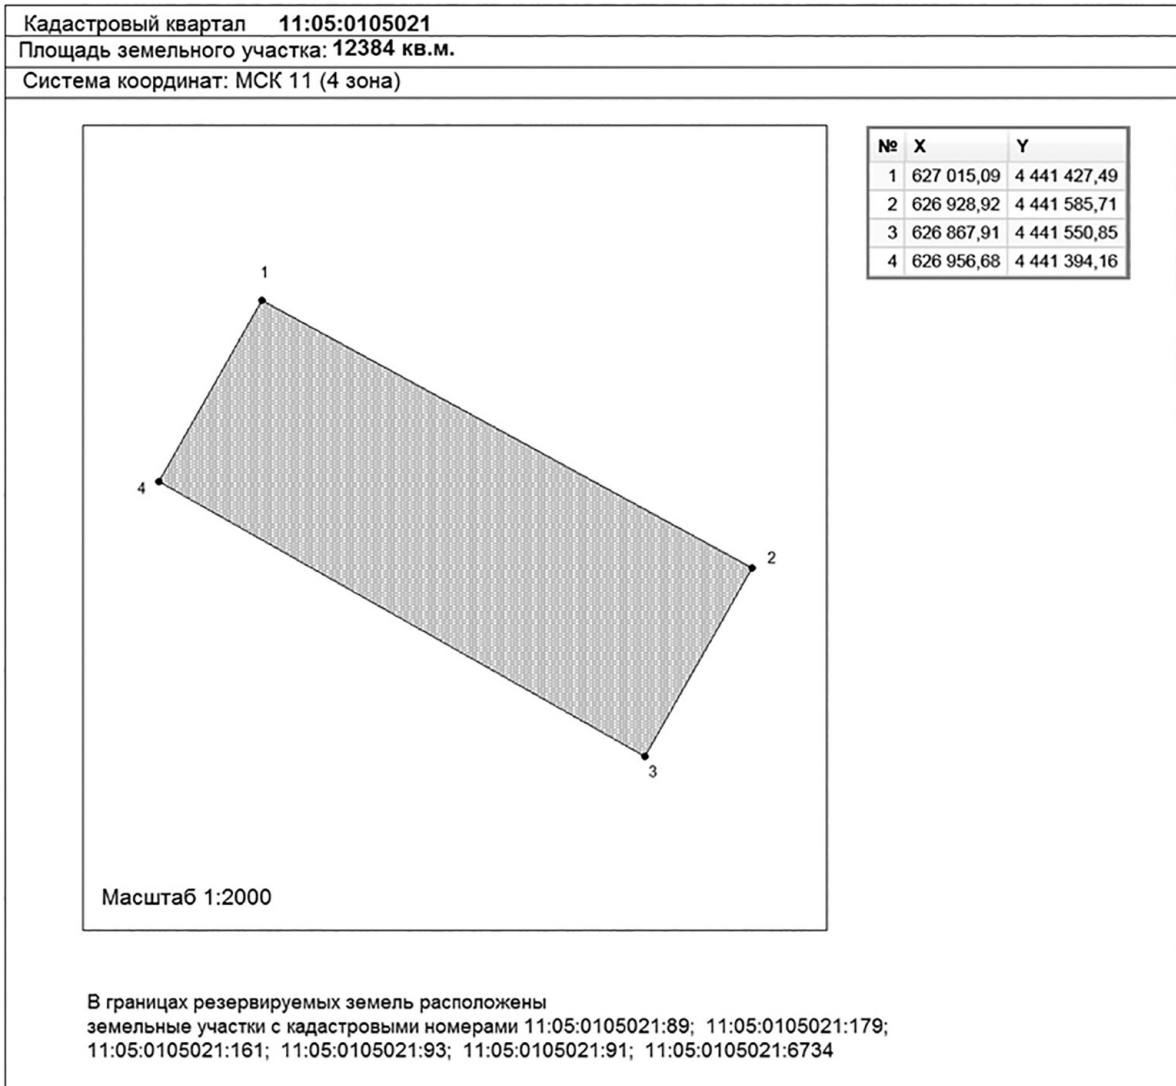 Кадастровый квартал 11:05:0105021
Площадь земельного участка: 12384 кв.м.
Система координат: МСК 11 (4 зона)
№ X Y
1 627 015,09 4 441 427,49
2 626 928,92 4 441 585,71
3 626 867,91 4 441 550,85
4 626 956,68 4 441 394,16
1
4
2
3
Масштаб 1:2000
В границах резервируемых земель расположены
земельные участки с кадастровыми номерами 11:05:0105021:89; 11:05:0105021:179;
11:05:0105021:161; 11:05:0105021:93; 11:05:0105021:91; 11:05:0105021:6734